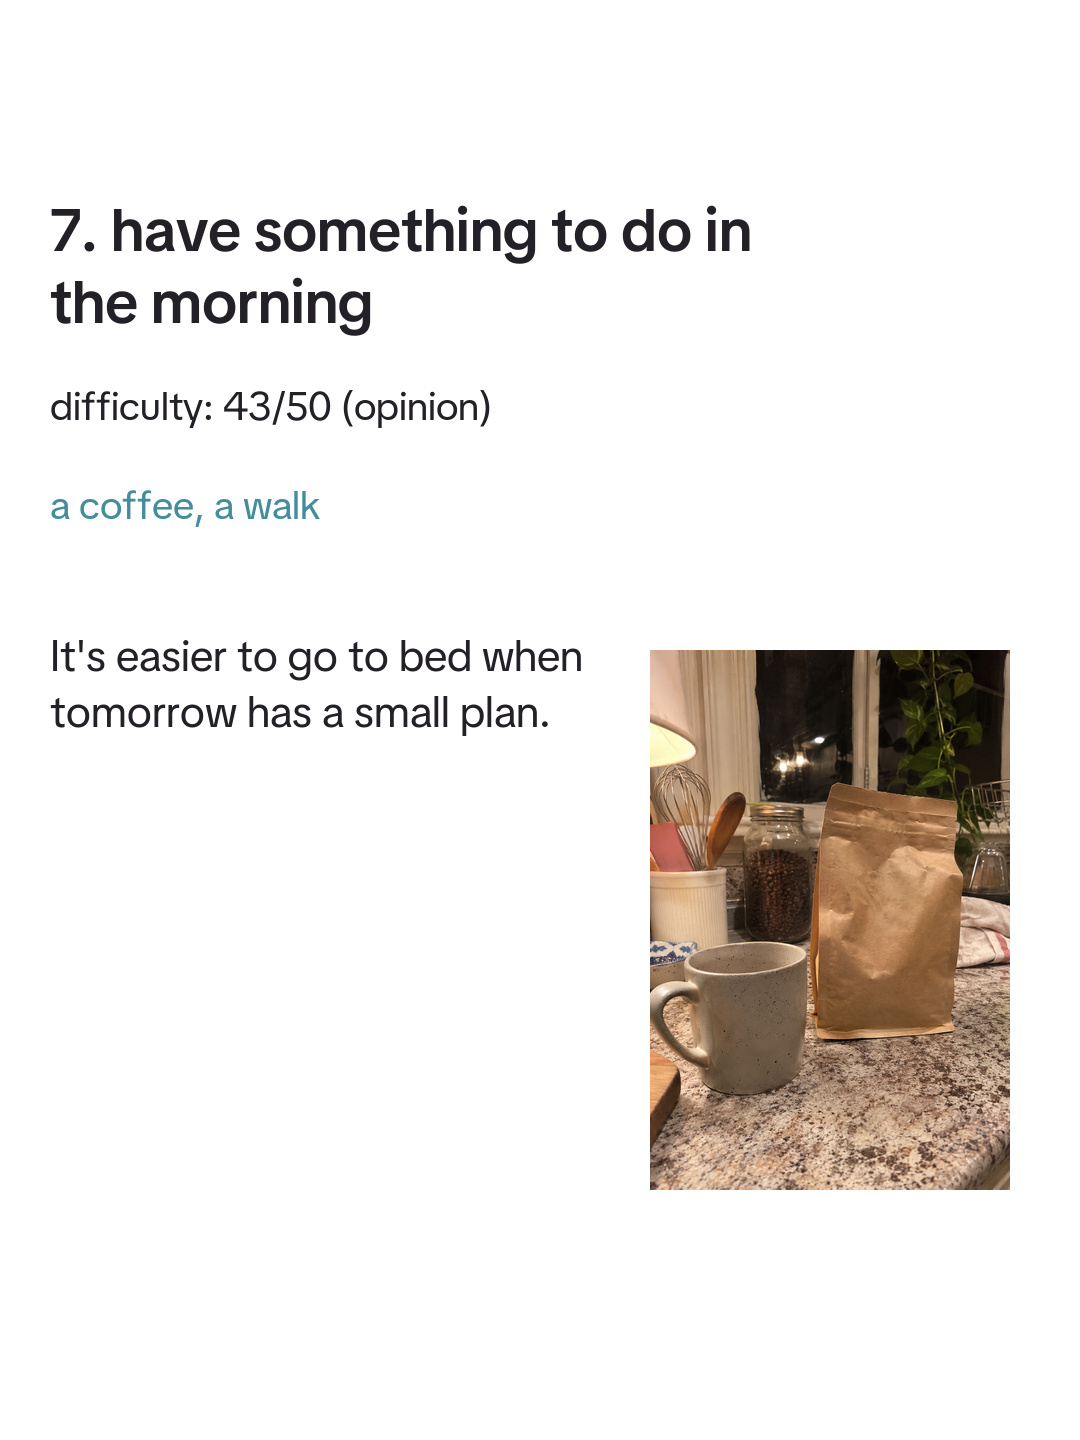 7. have something to do in
the morning
difficulty: 43/50 (opinion)
a coffee, a walk
It's easier to go to bed when
tomorrow has a small plan.